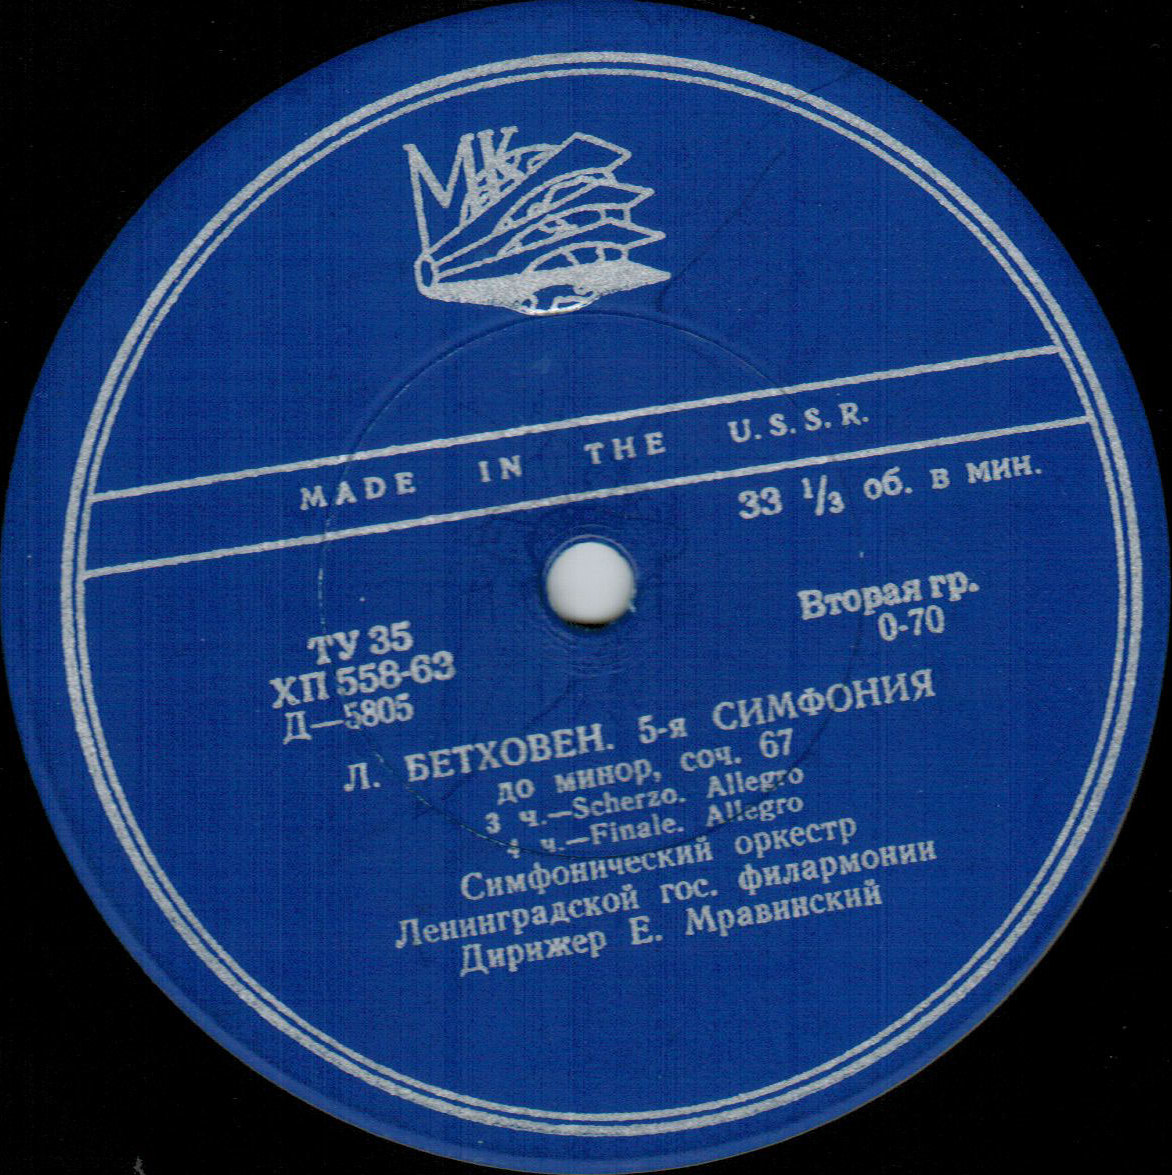 МК
MADE IN THE U.S.S.R.
33 1/3 об. в мин.
Вторая гр.
0-70
ТУ 35
ХП 558-63
Д—5805
Л. БЕТХОВЕН. 5-я СИМФОНИЯ
до минор, соч. 67
3 ч.—Scherzo. Allegro
4 ч.—Finale. Allegro
Симфонический оркестр
Ленинградской гос. филармонии
Дирижер Е. Мравинский